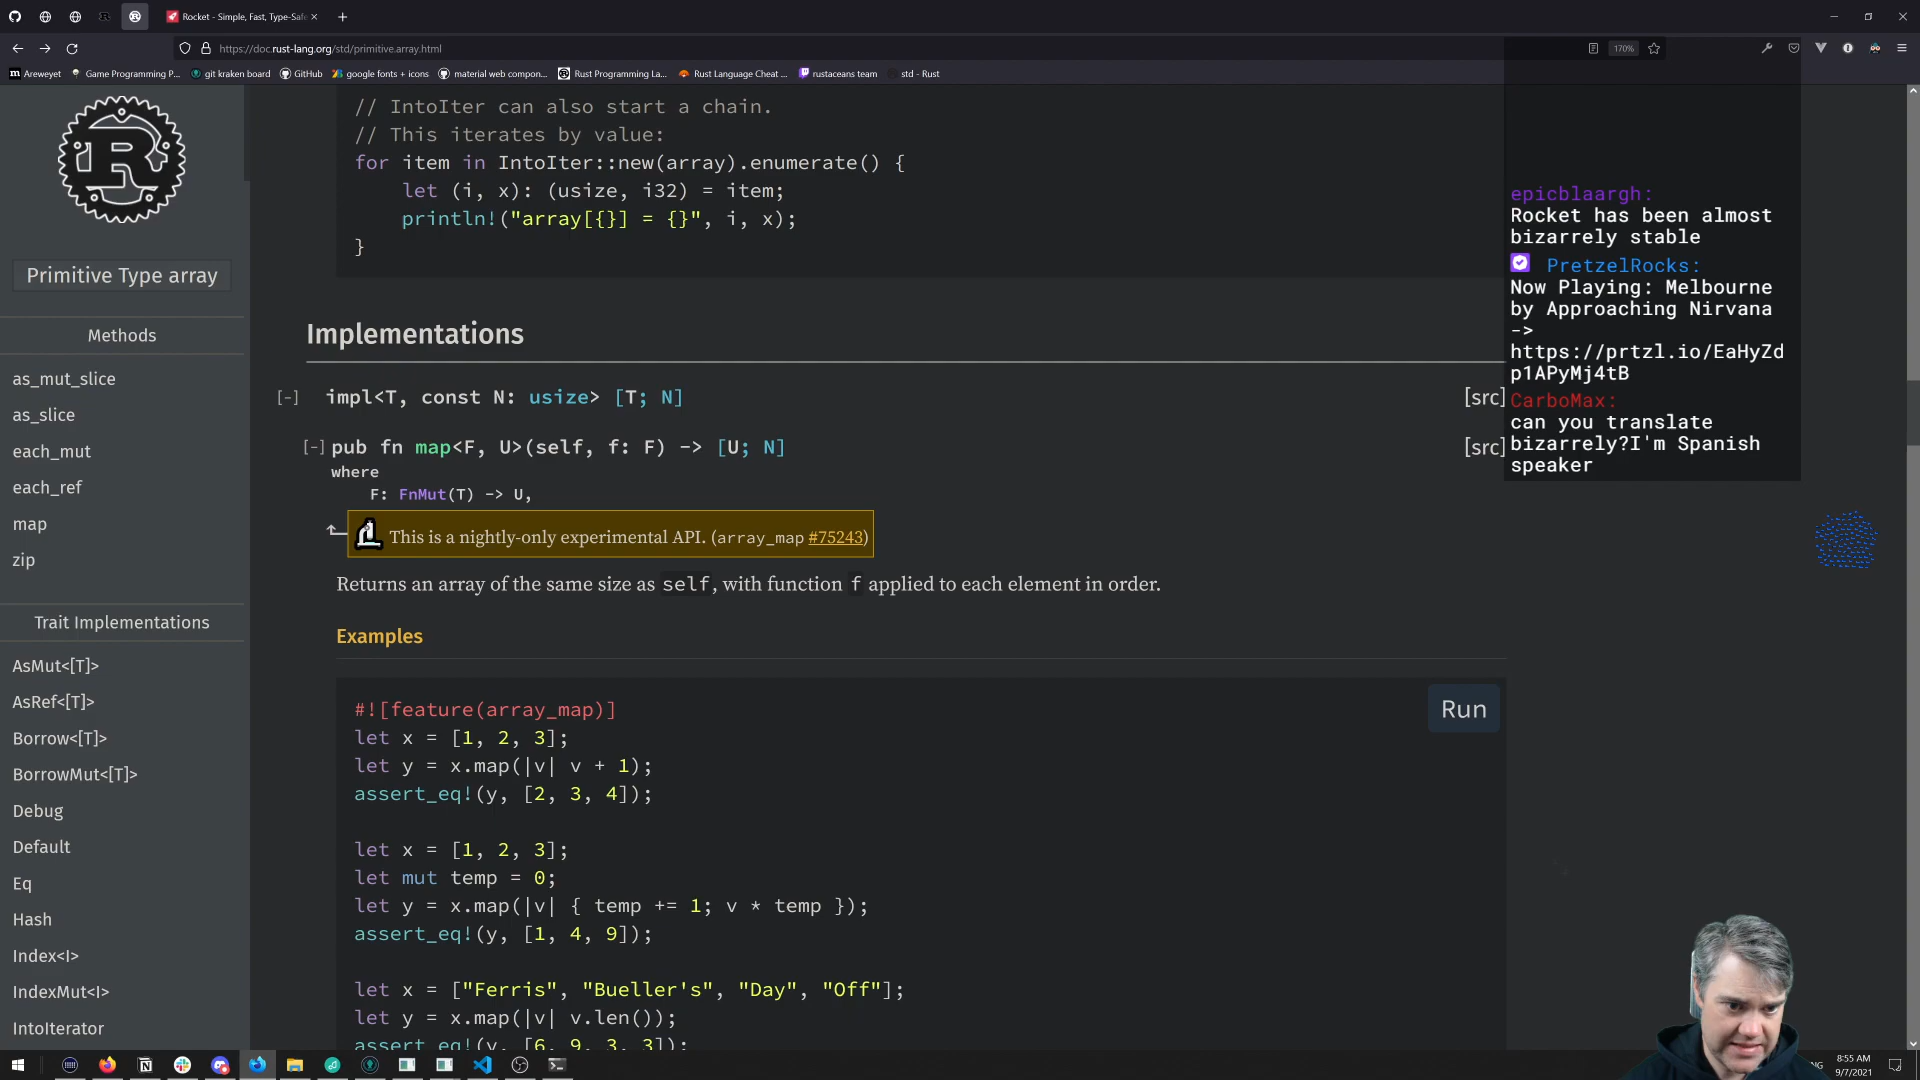 Rocket - Simple, Fast, Type-Safe
https://doc.rust-lang.org/std/primitive.array.html
170%
Areweyet
Game Programming P...
git kraken board
GitHub
google fonts + icons
material web compon...
Rust Programming La...
Rust Language Cheat ...
rustaceans team
std - Rust
Primitive Type array
Methods
as_mut_slice
as_slice
each_mut
each_ref
map
zip
Trait Implementations
AsMut<[T]>
AsRef<[T]>
Borrow<[T]>
BorrowMut<[T]>
Debug
Default
Eq
Hash
Index<I>
IndexMut<I>
IntoIterator
// IntoIter can also start a chain.
// This iterates by value:
for item in IntoIter::new(array).enumerate() {
    let (i, x): (usize, i32) = item;
    println!("array[{}] = {}", i, x);
}
Implementations
[-] impl<T, const N: usize> [T; N] [src]
[-] pub fn map<F, U>(self, f: F) -> [U; N] [src]
where
    F: FnMut(T) -> U,
This is a nightly-only experimental API. (array_map #75243)
Returns an array of the same size as self, with function f applied to each element in order.
Examples
Run
#![feature(array_map)]
let x = [1, 2, 3];
let y = x.map(|v| v + 1);
assert_eq!(y, [2, 3, 4]);
let x = [1, 2, 3];
let mut temp = 0;
let y = x.map(|v| { temp += 1; v * temp });
assert_eq!(y, [1, 4, 9]);
let x = ["Ferris", "Bueller's", "Day", "Off"];
let y = x.map(|v| v.len());
assert_eq!(y, [6, 9, 3, 3]);
epicblaargh:
Rocket has been almost
bizarrely stable
PretzelRocks:
Now Playing: Melbourne
by Approaching Nirvana
->
https://prtzl.io/EaHyZd
p1APyMj4tB
CarboMax:
can you translate
bizarrely?I'm Spanish
speaker
8:55 AM
9/7/2021